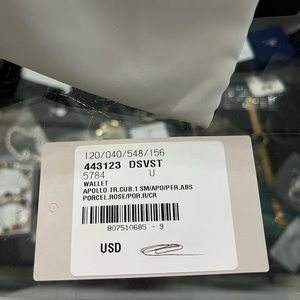 120/040/548/156
443123 DSVST
5784 U
WALLET
APOLLO TR.CUB.1 SM/APO/PER.ABS
PORCEL.ROSE/POR.R/CR
807510685 - 9
USD